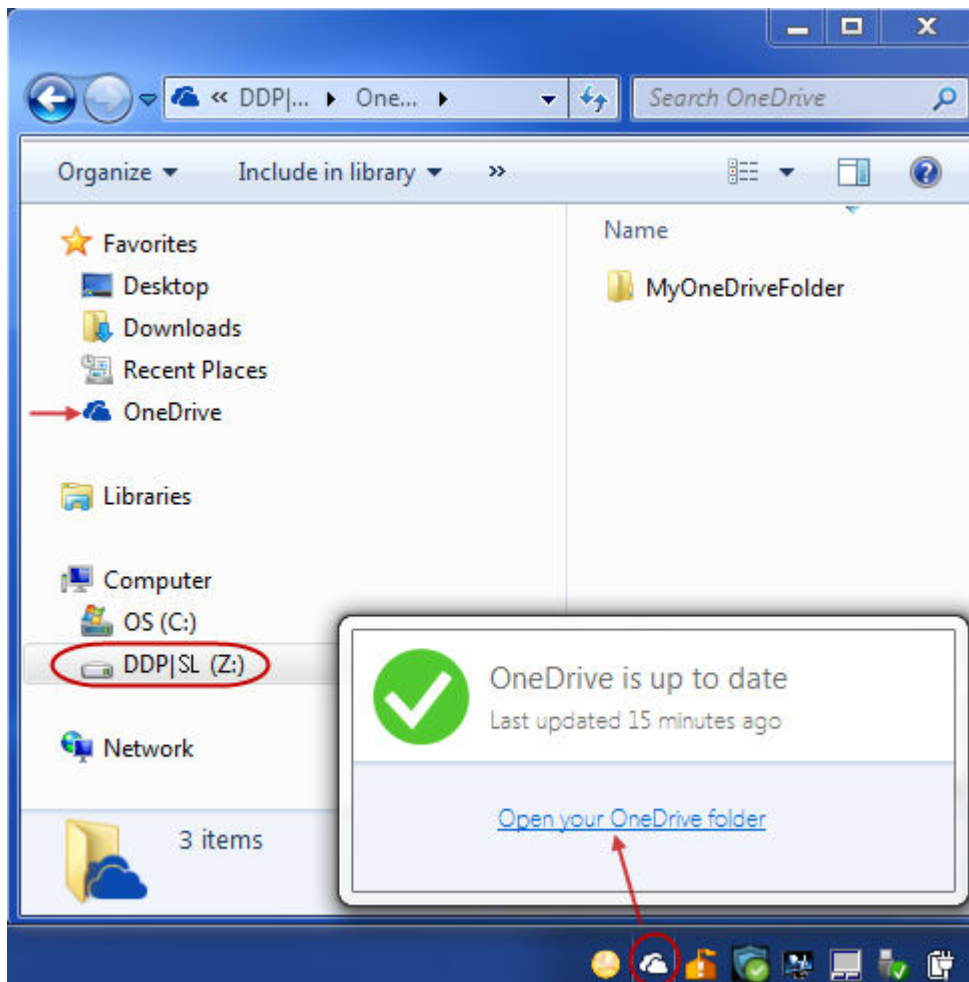 « DDP|... One...
Search OneDrive
Organize Include in library »
Name
Favorites
Desktop
Downloads
Recent Places
OneDrive
Libraries
Computer
OS (C:)
DDP|SL (Z:)
Network
MyOneDriveFolder
3 items
OneDrive is up to date
Last updated 15 minutes ago
Open your OneDrive folder